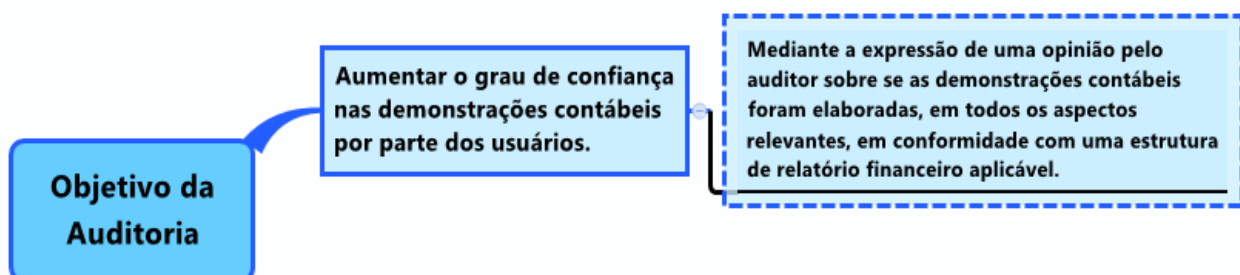 Objetivo da
Auditoria
Aumentar o grau de confiança
nas demonstrações contábeis
por parte dos usuários.
Mediante a expressão de uma opinião pelo
auditor sobre se as demonstrações contábeis
foram elaboradas, em todos os aspectos
relevantes, em conformidade com uma estrutura
de relatório financeiro aplicável.